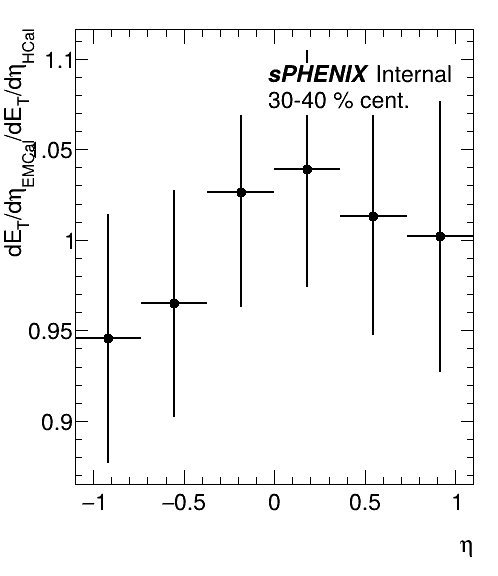 dE_T/dη_EMCal/dE_T/dη_HCal
sPHENIX Internal
30-40 % cent.
1.1
1.05
1
0.95
0.9
−1 −0.5 0 0.5 1
η